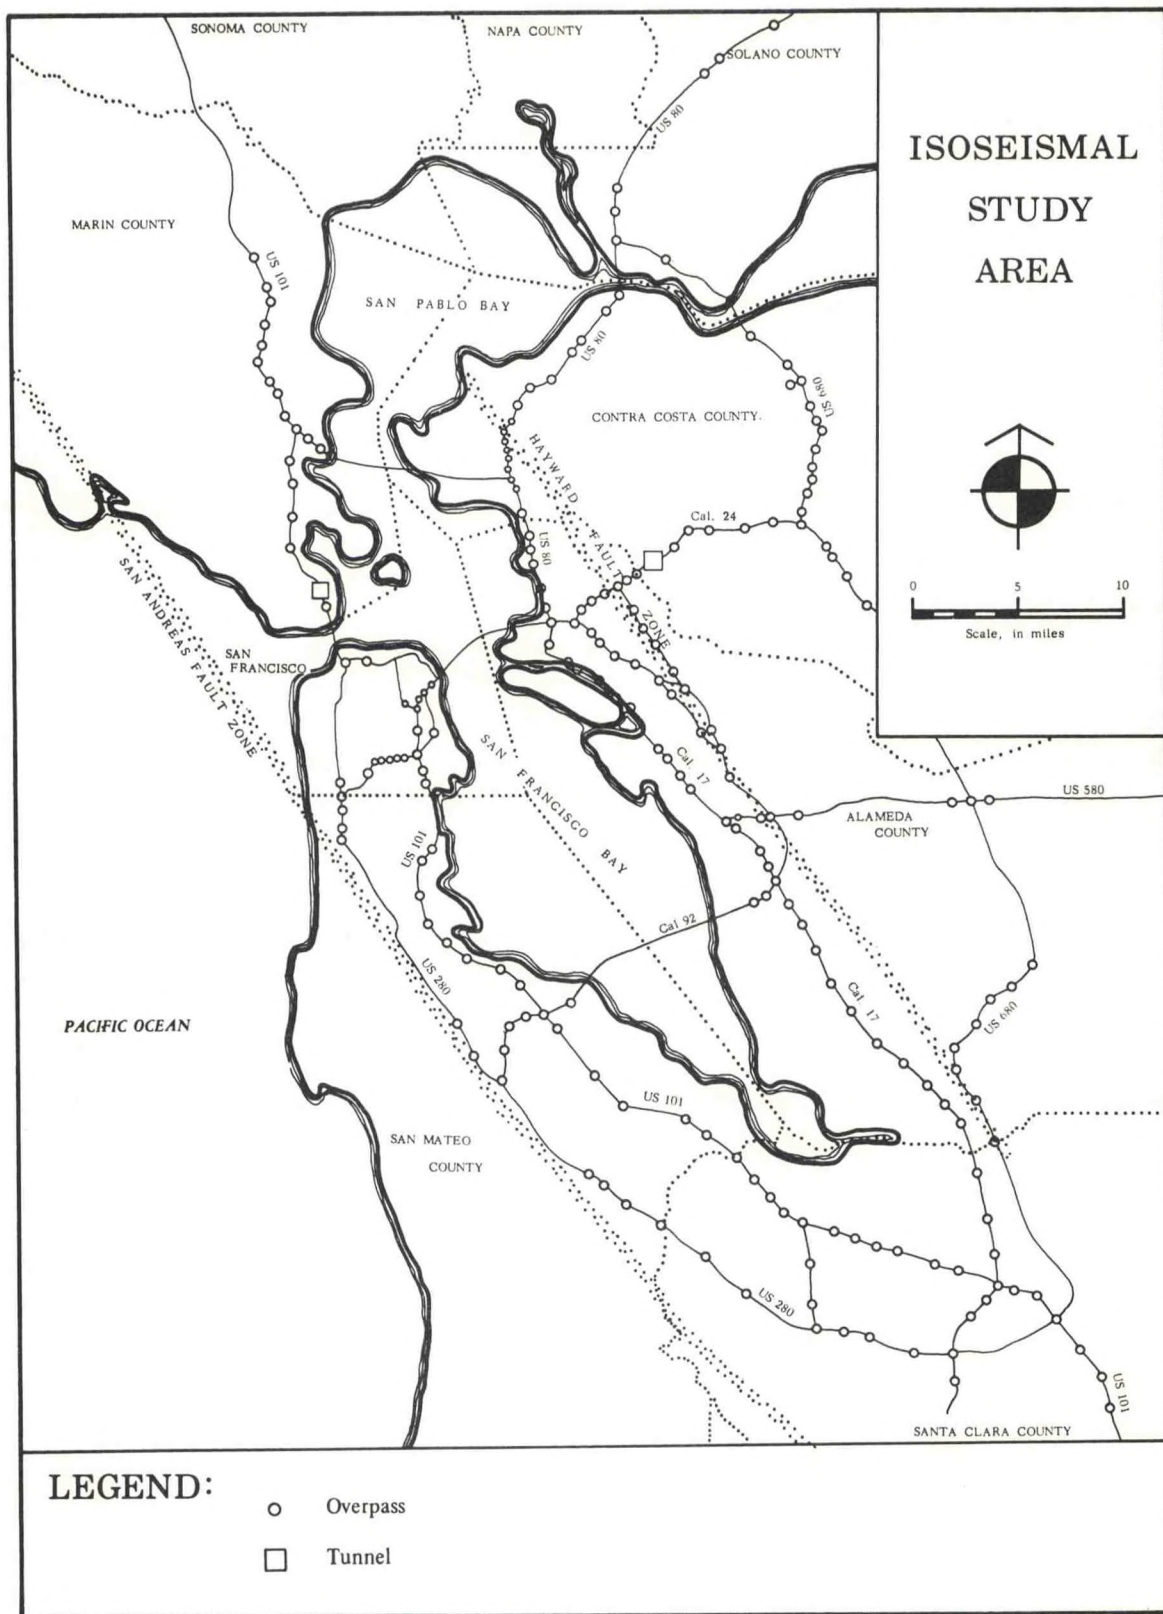 SONOMA COUNTY
NAPA COUNTY
SOLANO COUNTY
US 80
ISOSEISMAL
STUDY
AREA
MARIN COUNTY
US 101
SAN PABLO BAY
US 80
US 680
CONTRA COSTA COUNTY.
HAYWARD FAULT ZONE
Cal. 24
US 80
SAN ANDREAS FAULT ZONE
0 5 10
Scale, in miles
SAN
FRANCISCO
SAN FRANCISCO BAY
Cal. 17
US 580
ALAMEDA
COUNTY
US 101
Cal 92
US 280
Cal. 17
US 680
PACIFIC OCEAN
US 101
SAN MATEO
COUNTY
US 280
US 101
SANTA CLARA COUNTY
LEGEND:
Overpass
Tunnel